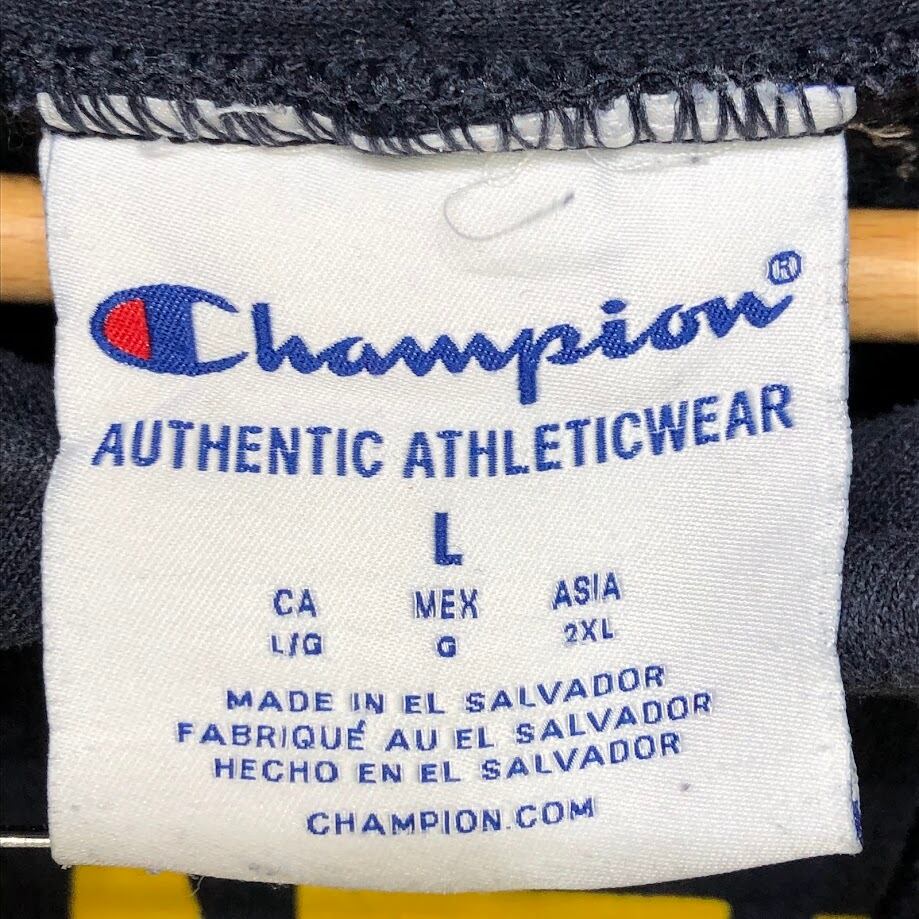 Champion®
AUTHENTIC ATHLETICWEAR
L
CA MEX ASIA
L/G G 2XL
MADE IN EL SALVADOR
FABRIQUÉ AU EL SALVADOR
HECHO EN EL SALVADOR
CHAMPION.COM